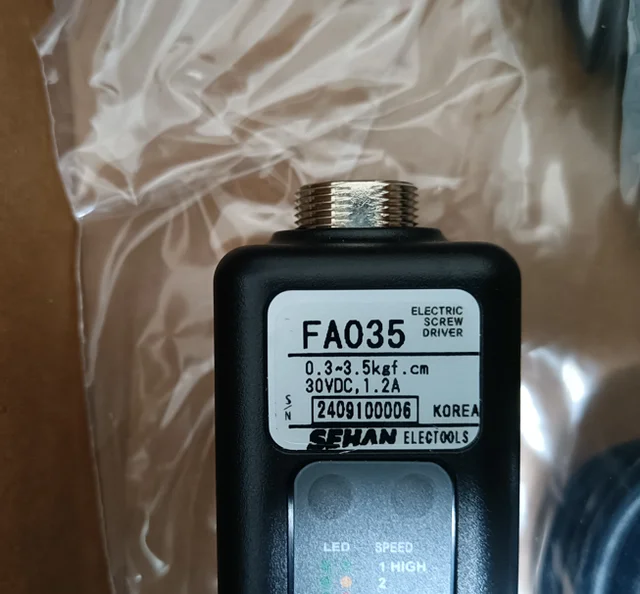 FA035 ELECTRIC
SCREW
DRIVER
0.3~3.5kgf.cm
30VDC,1.2A
S/N 2409100006 KOREA
SEHAN ELECTOOLS
LED SPEED
1 HIGH
2